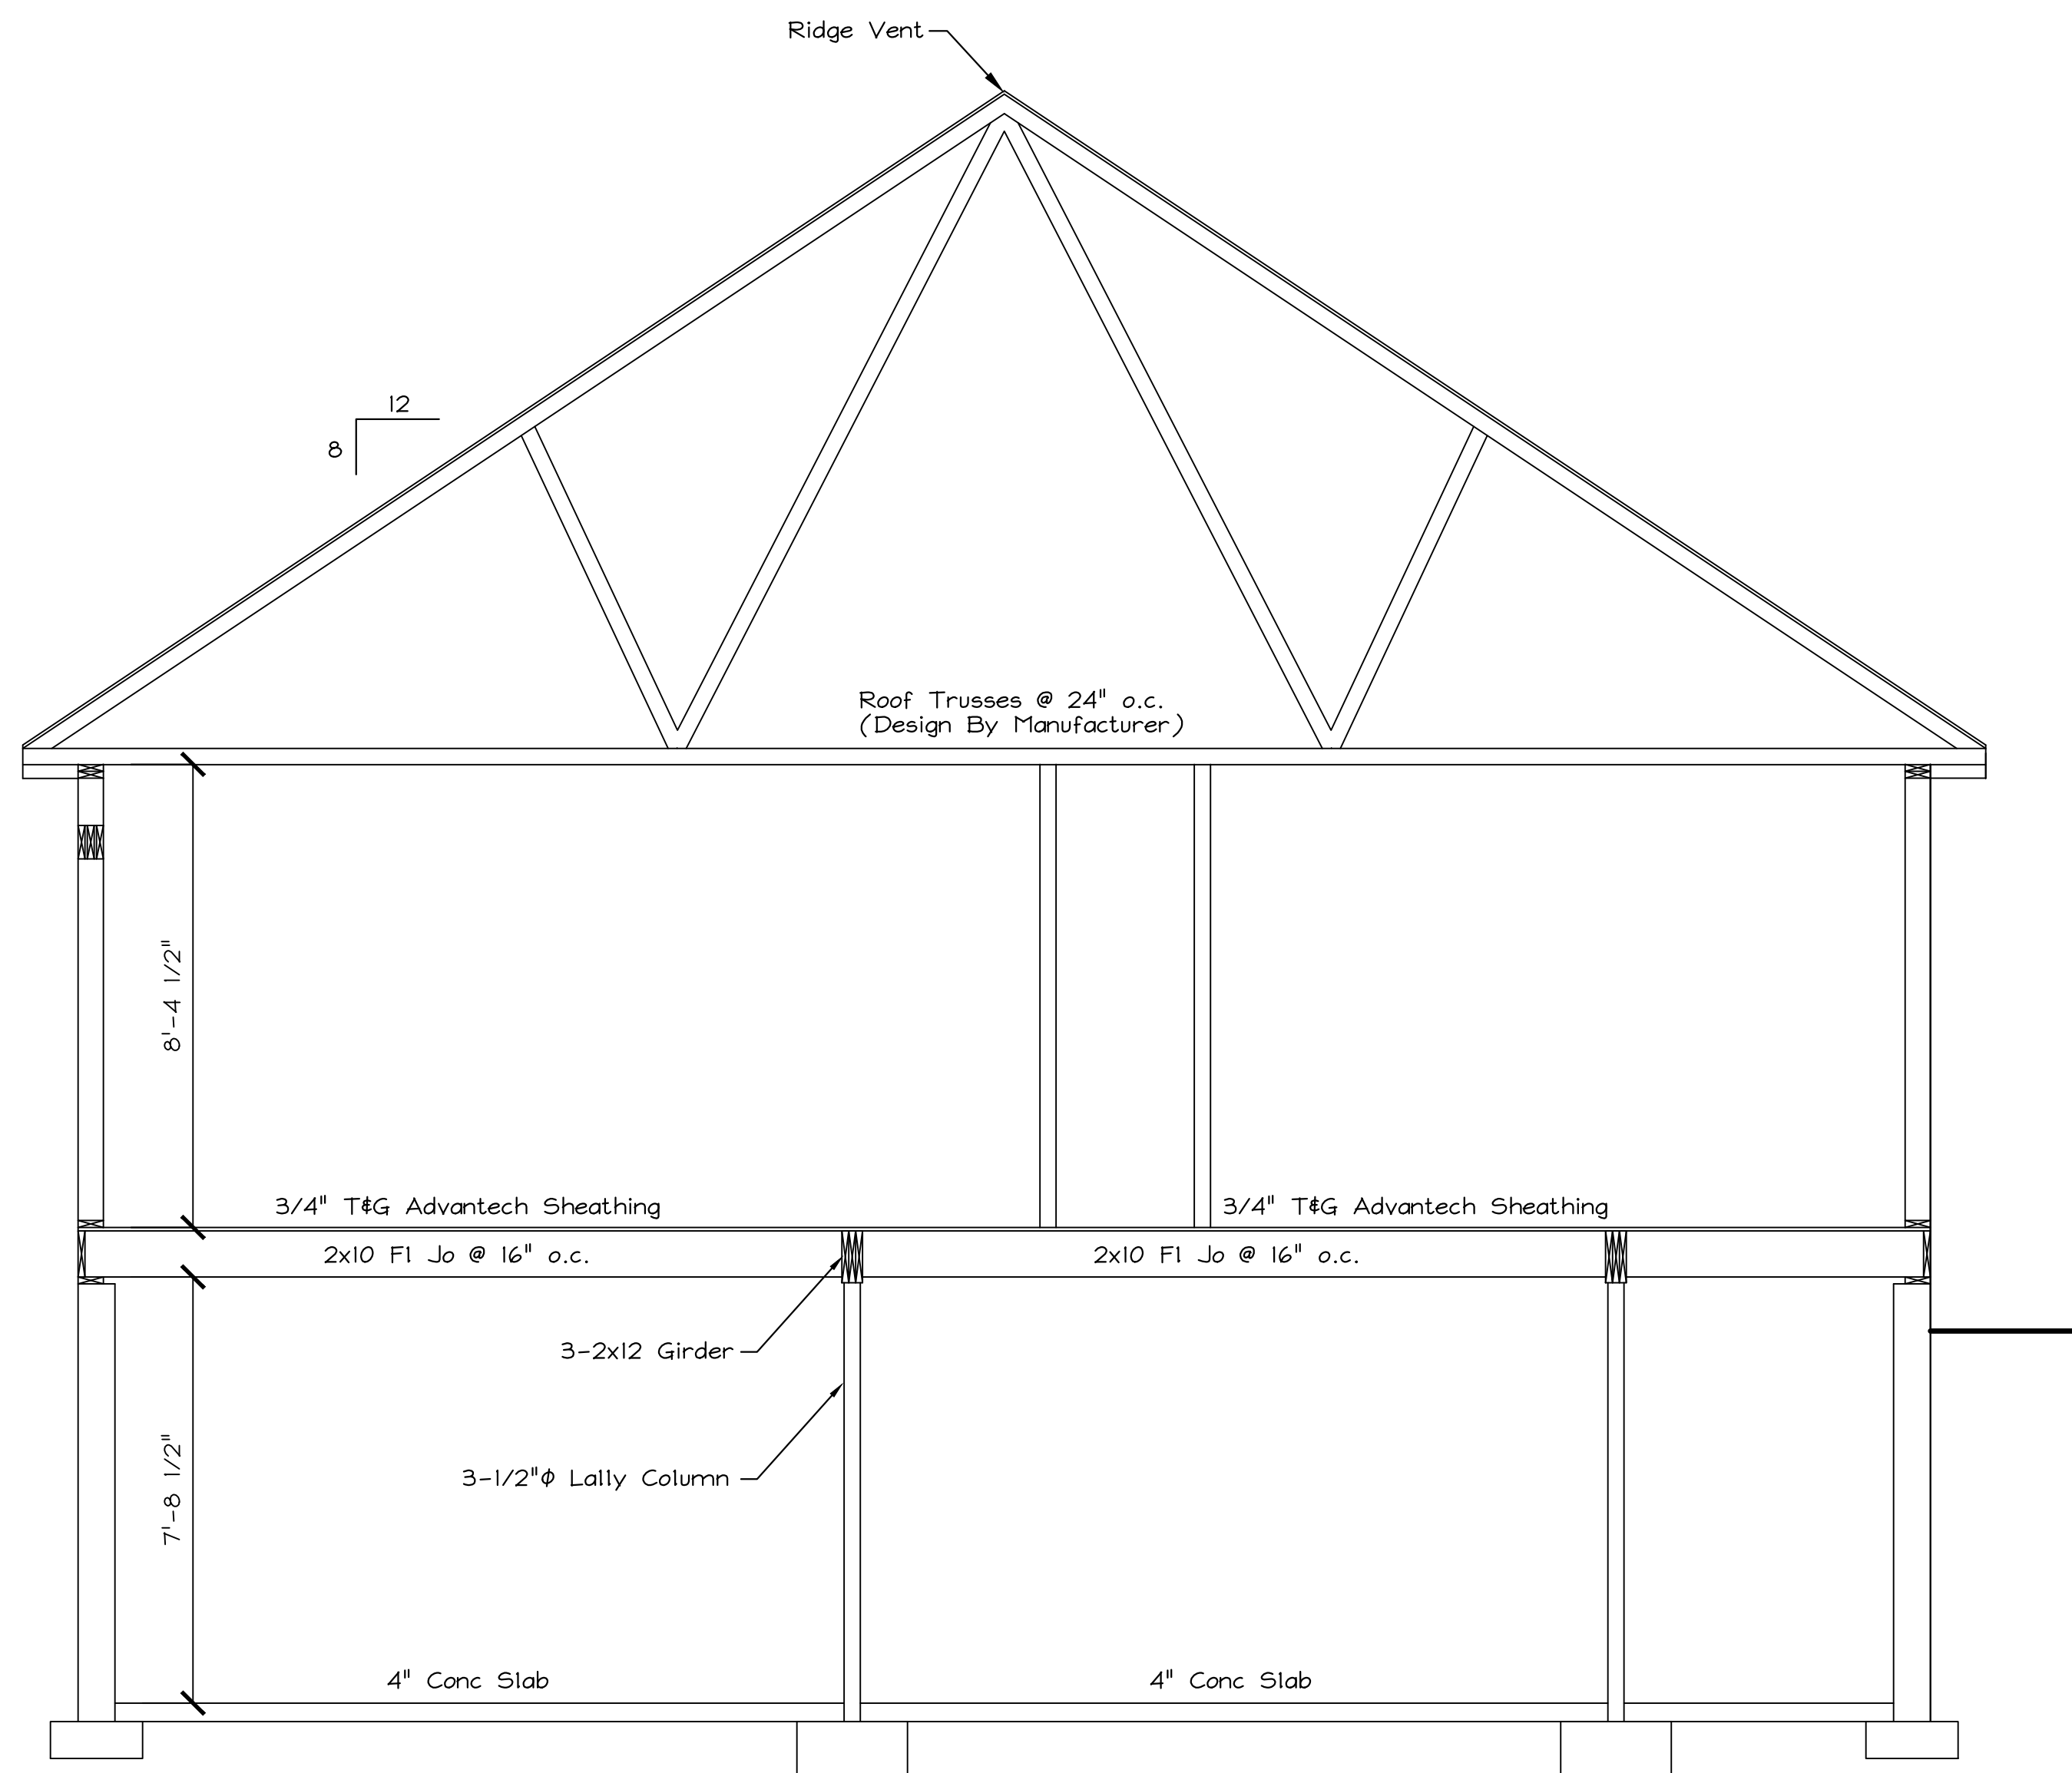 Ridge Vent
12
8
Roof Trusses @ 24" o.c.
(Design By Manufacturer)
8'-4 1/2"
3/4" T&G Advantech Sheathing
3/4" T&G Advantech Sheathing
2x10 Fl Jo @ 16" o.c.
2x10 Fl Jo @ 16" o.c.
3-2x12 Girder
3-1/2"ϕ Lally Column
7'-8 1/2"
4" Conc Slab
4" Conc Slab